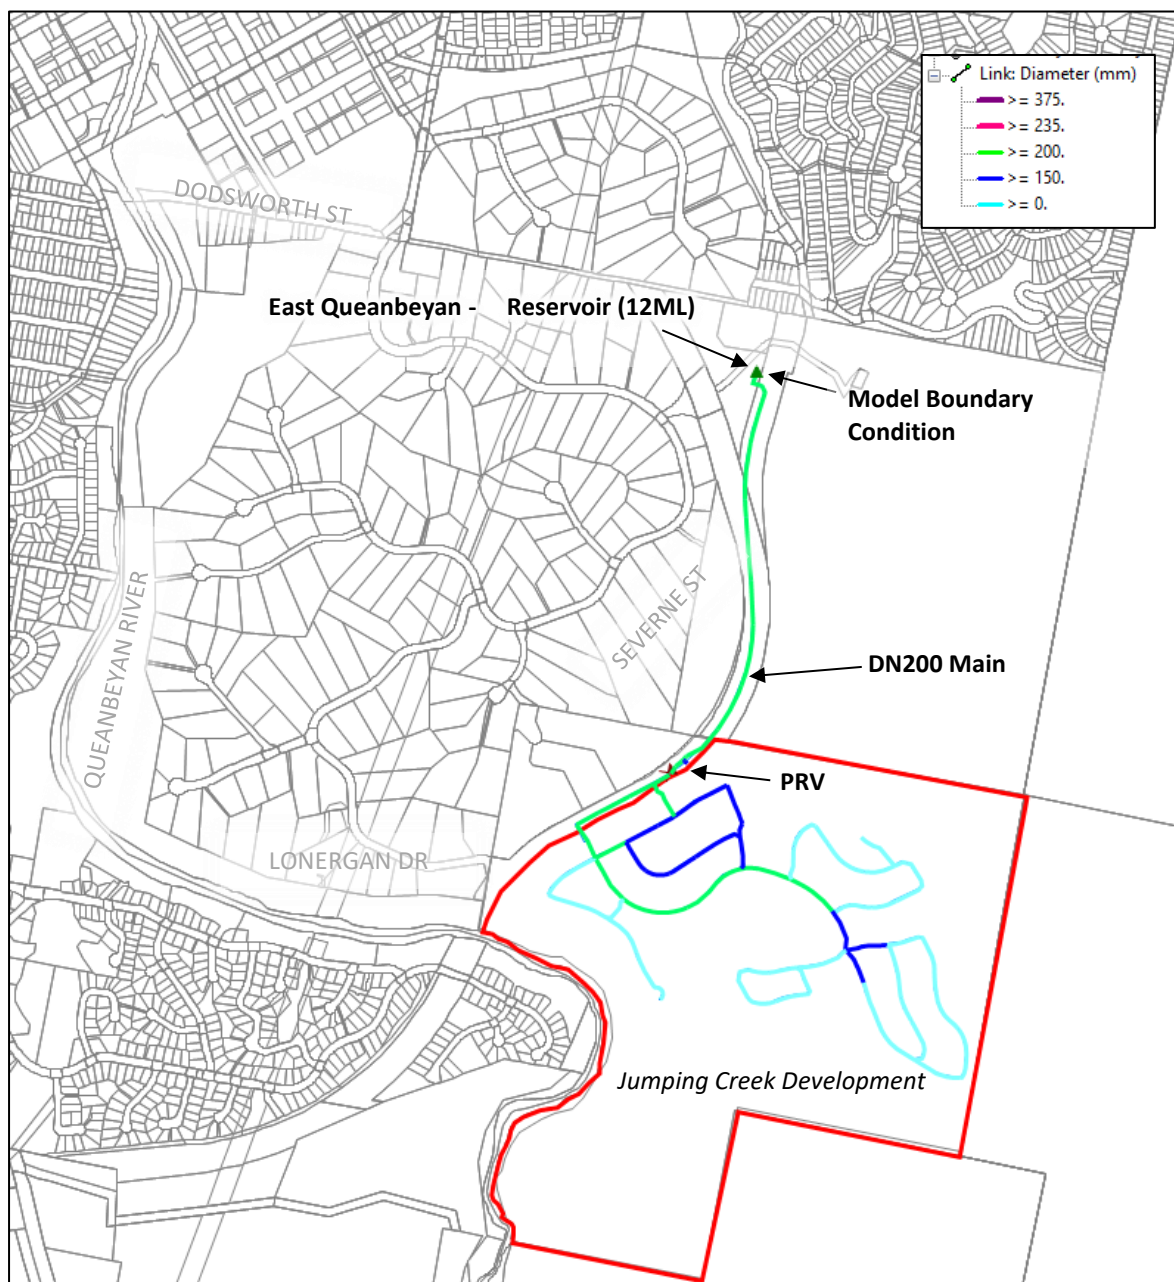 Link: Diameter (mm)
>= 375.
>= 235.
>= 200.
>= 150.
>= 0.
DODSWORTH ST
East Queanbeyan - Reservoir (12ML)
Model Boundary
Condition
SEVERNE ST
QUEANBEYAN RIVER
DN200 Main
PRV
LONERGAN DR
Jumping Creek Development